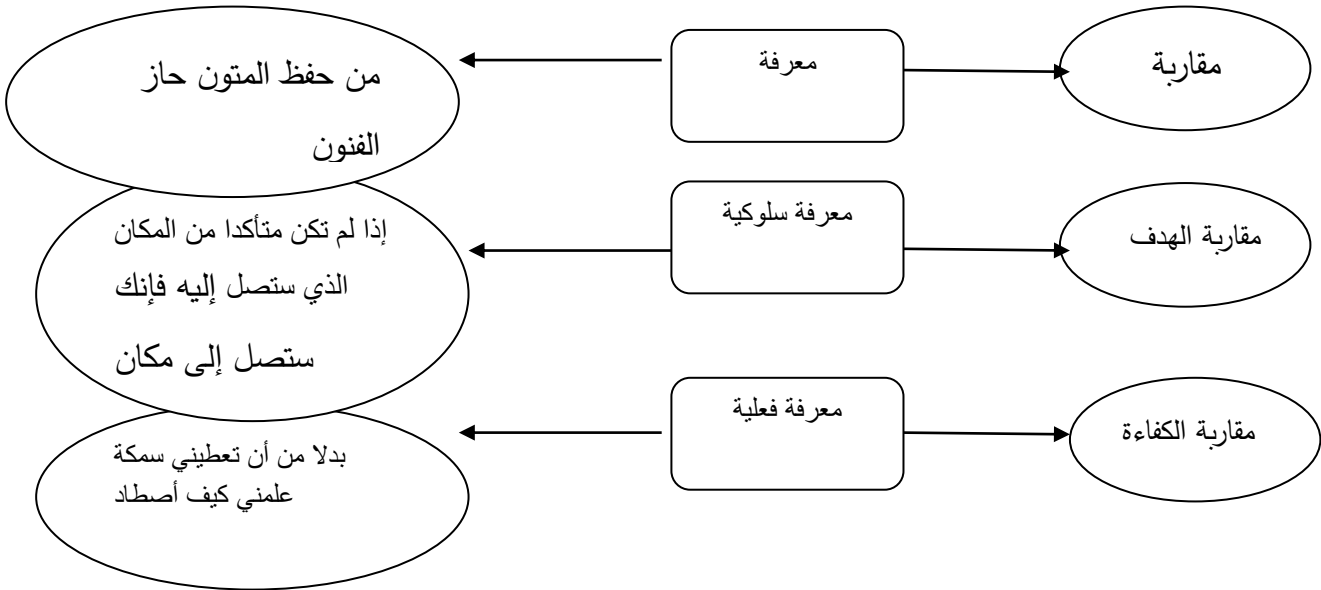 مقاربة
معرفة
من حفظ المتون حاز
الفنون
مقاربة الهدف
معرفة سلوكية
إذا لم تكن متأكدا من المكان
الذي ستصل إليه فإنك
ستصل إلى مكان
مقاربة الكفاءة
معرفة فعلية
بدلا من أن تعطيني سمكة
علمني كيف أصطاد